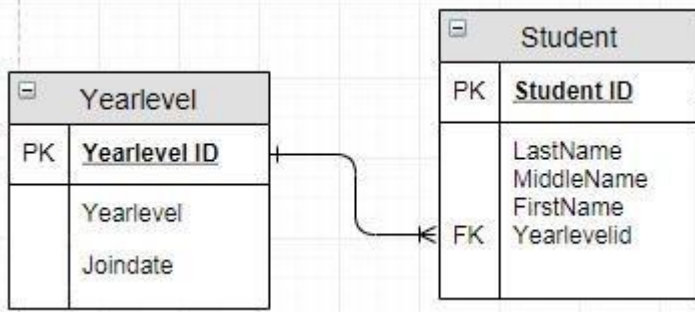 Yearlevel
PK Yearlevel ID
Yearlevel
Joindate
Student
PK Student ID
LastName
MiddleName
FirstName
FK Yearlevelid